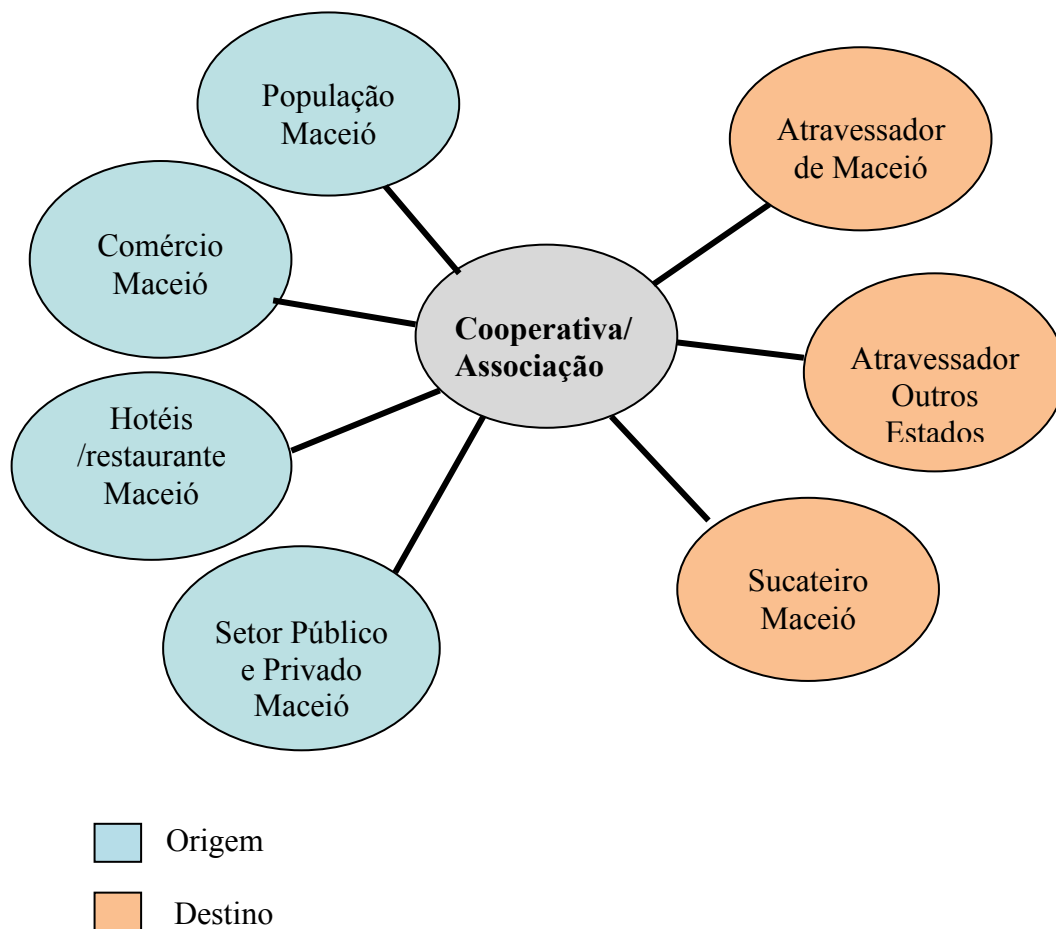 População
Maceió
Comércio
Maceió
Hotéis
/restaurante
Maceió
Setor Público
e Privado
Maceió
Cooperativa/
Associação
Atravessador
de Maceió
Atravessador
Outros
Estados
Sucateiro
Maceió
Origem
Destino